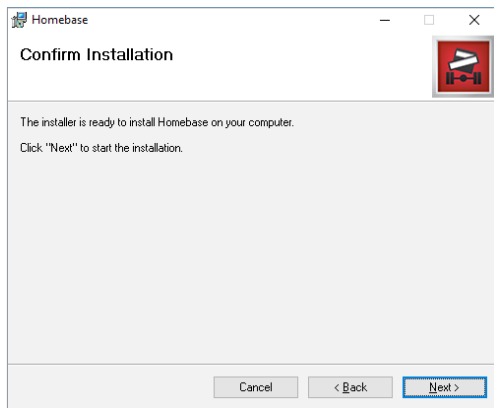 Homebase
Confirm Installation
The installer is ready to install Homebase on your computer.
Click "Next" to start the installation.
Cancel
< Back
Next >